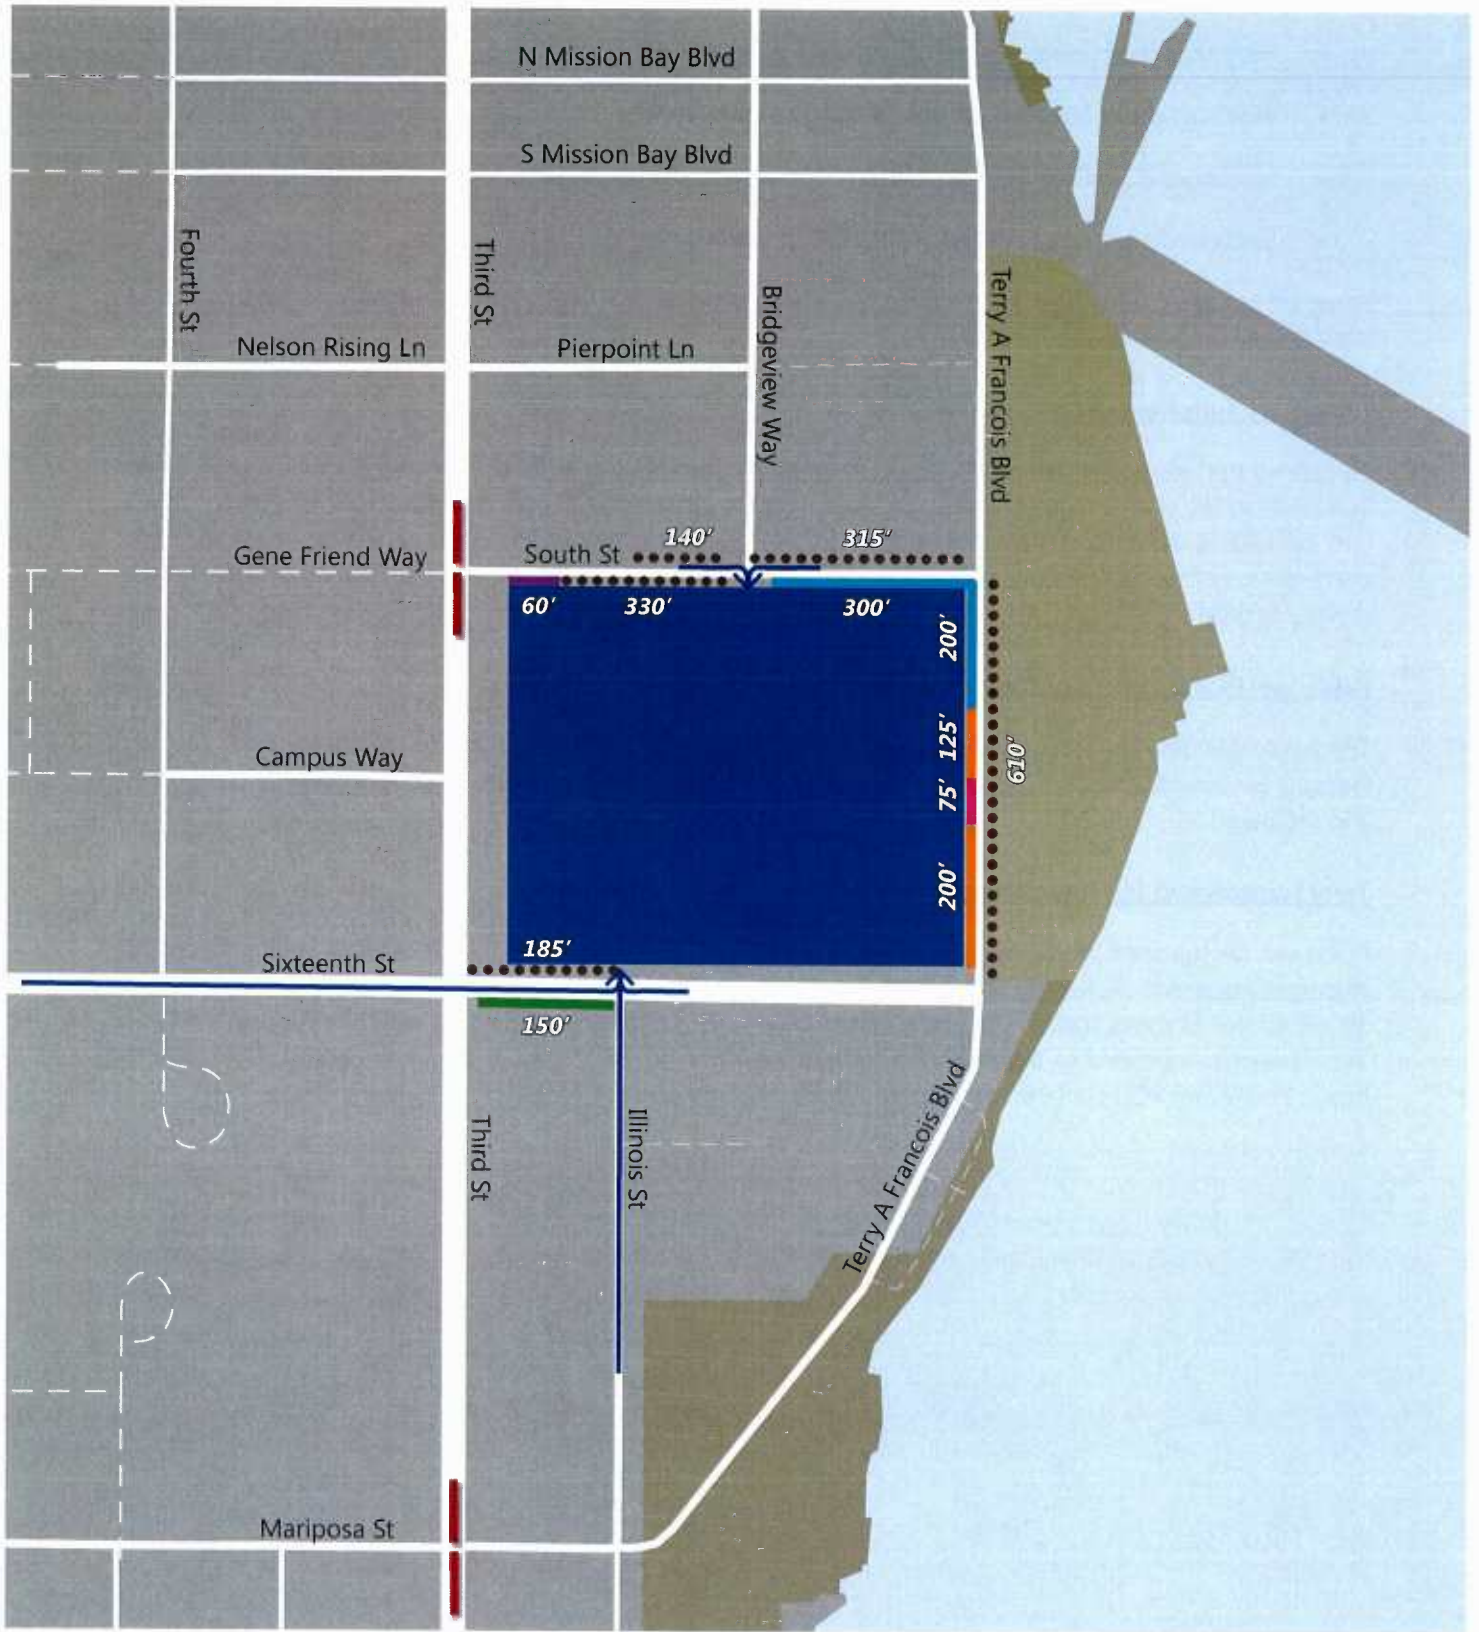 N Mission Bay Blvd
S Mission Bay Blvd
Fourth St
Third St
Bridgeview Way
Terry A Francois Blvd
Nelson Rising Ln
Pierpoint Ln
Gene Friend Way
South St
140'
315'
60'
330'
300'
200'
125'
75'
200'
610'
Campus Way
185'
Sixteenth St
150'
Third St
Illinois St
Terry A Francois Blvd
Mariposa St